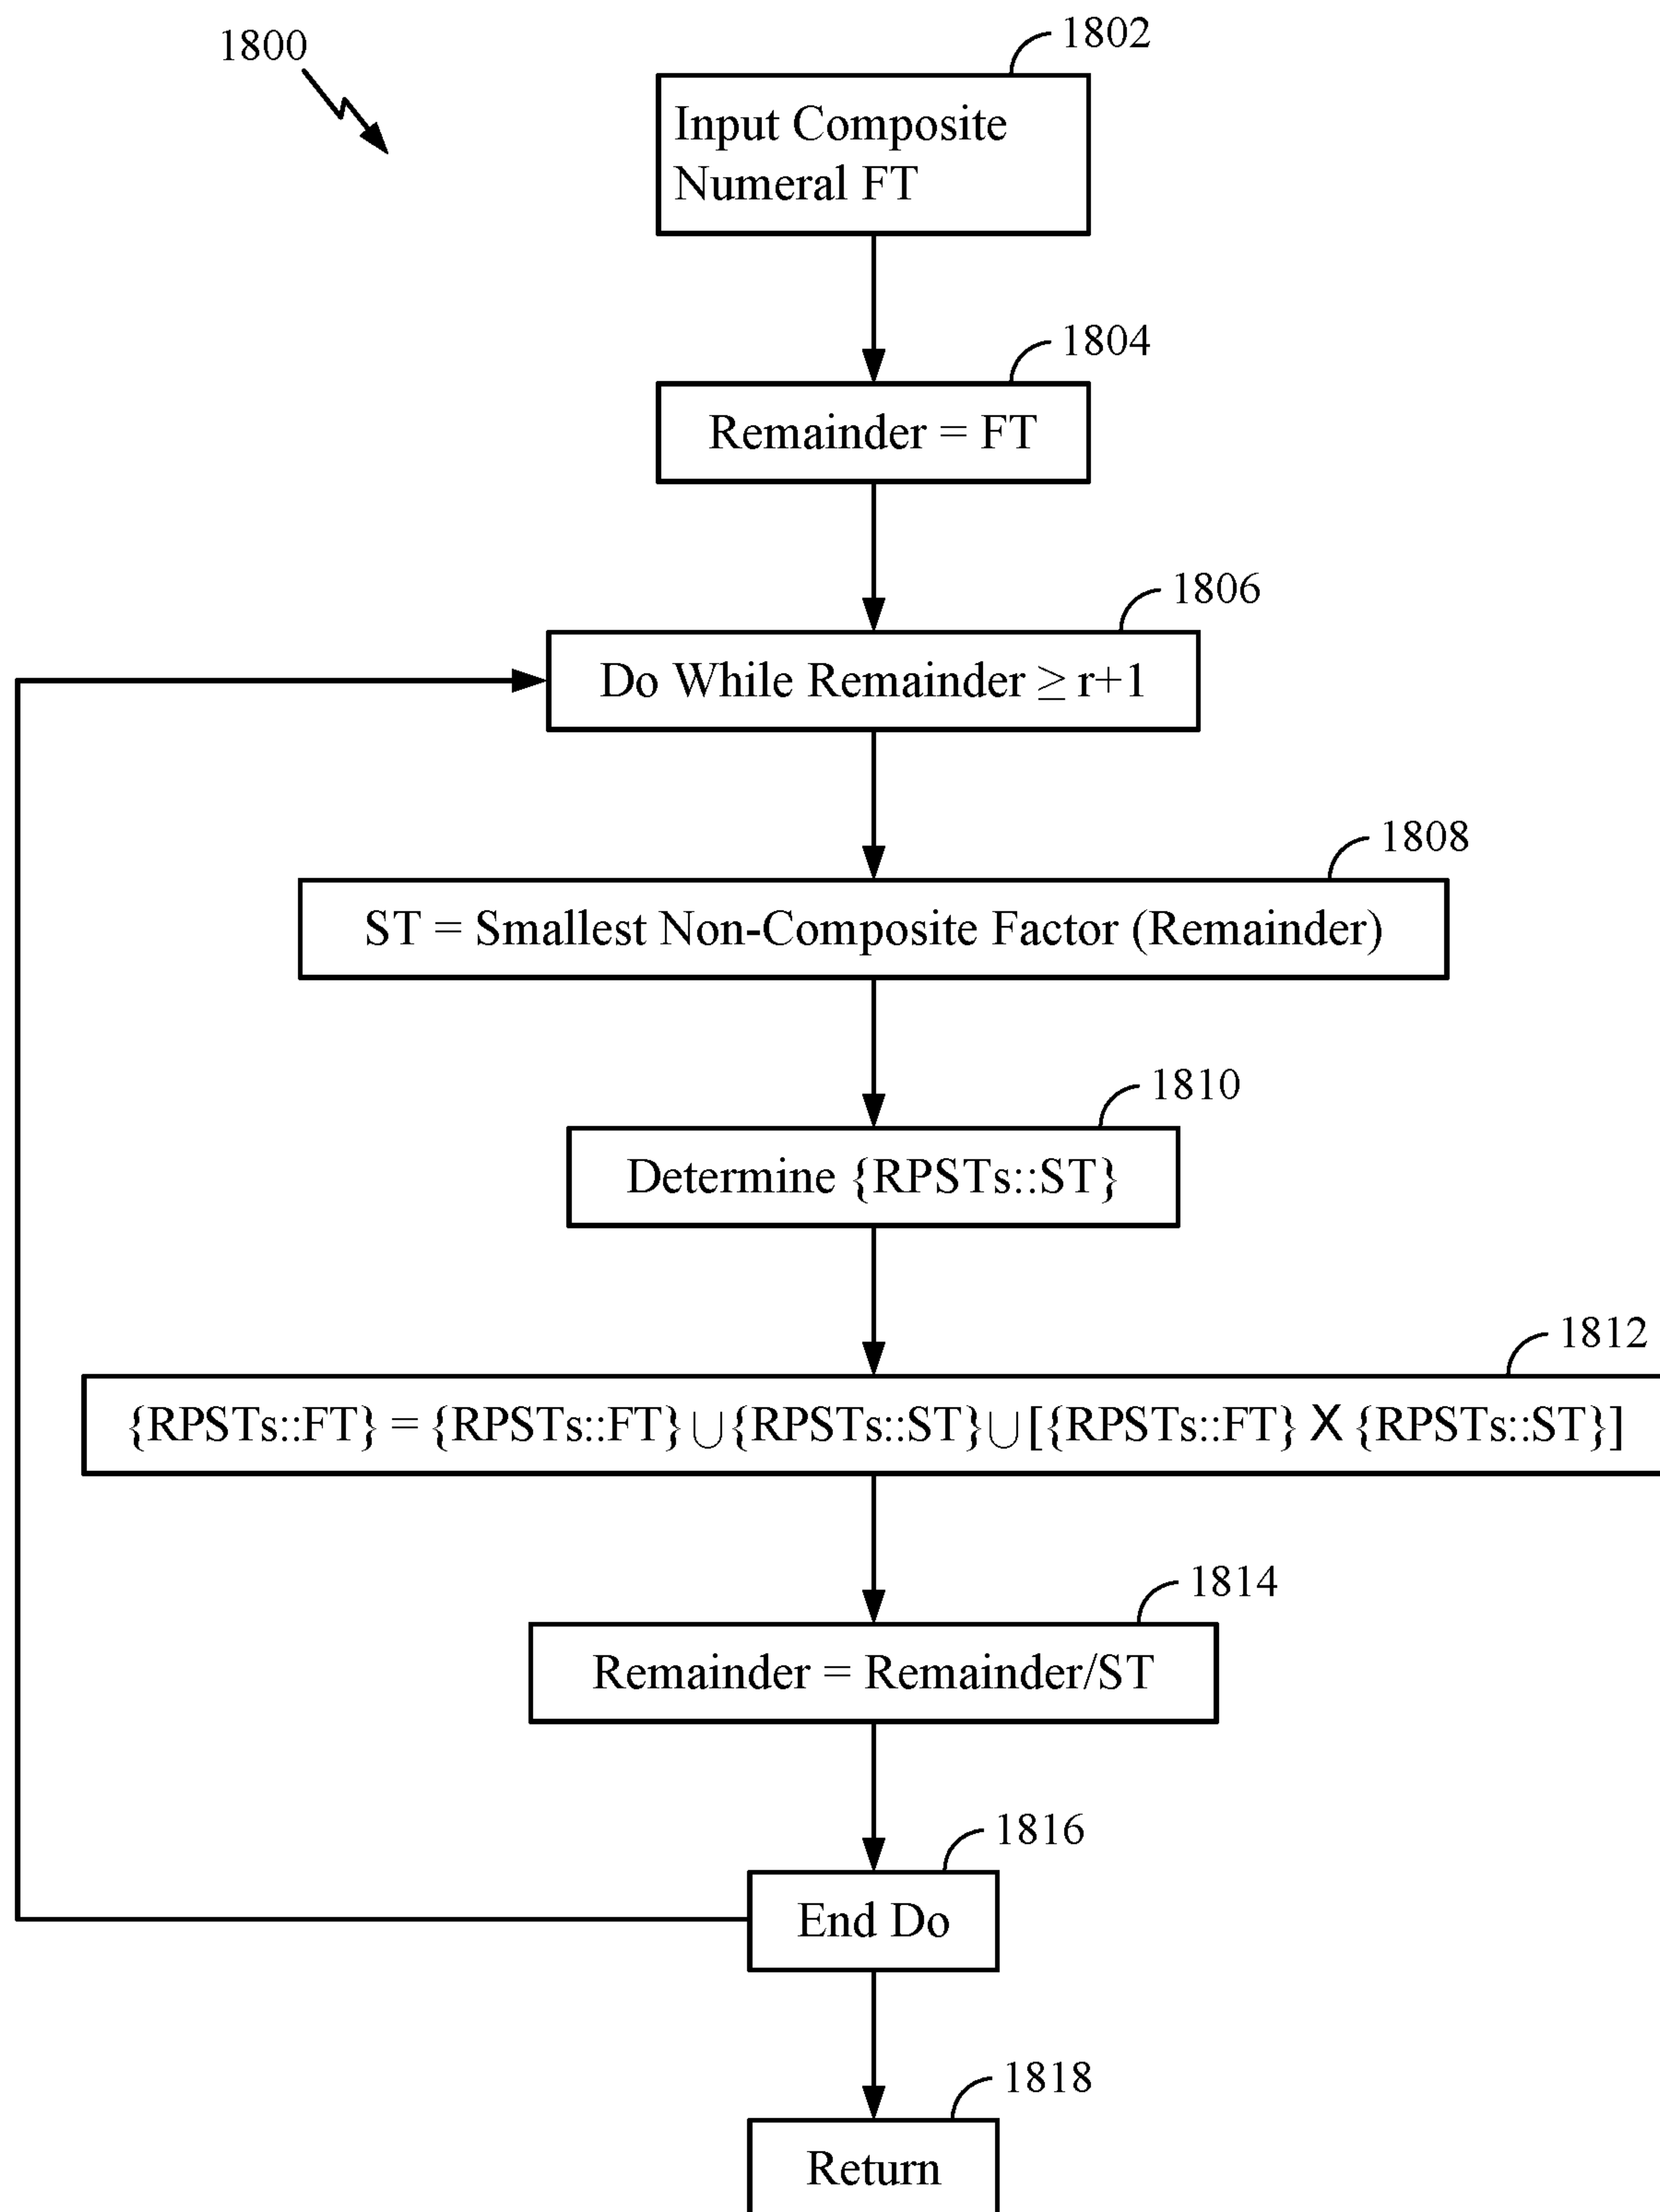 1800
1802
Input Composite
Numeral FT
1804
Remainder = FT
1806
Do While Remainder ≥ r+1
1808
ST = Smallest Non-Composite Factor (Remainder)
1810
Determine {RPSTs::ST}
1812
{RPSTs::FT} = {RPSTs::FT} ∪ {RPSTs::ST} ∪ [{RPSTs::FT} X {RPSTs::ST}]
1814
Remainder = Remainder/ST
1816
End Do
1818
Return